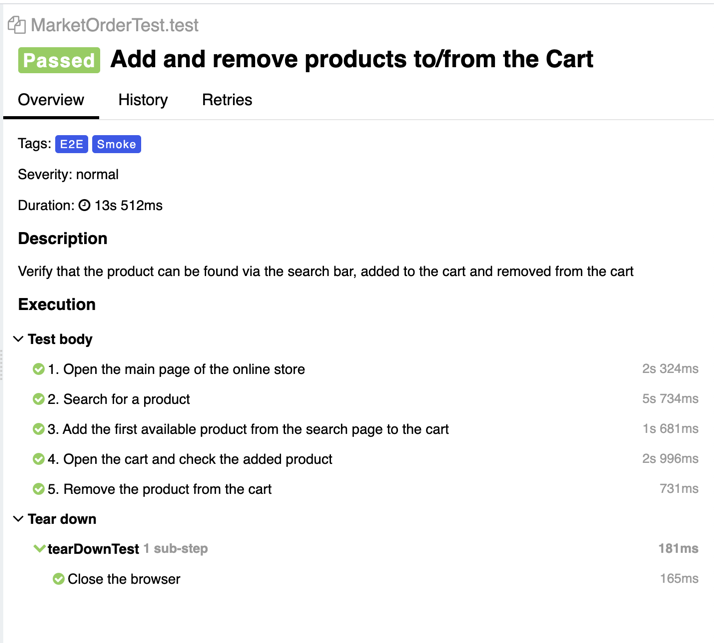 MarketOrderTest.test
Passed Add and remove products to/from the Cart
Overview History Retries
Tags: E2E Smoke
Severity: normal
Duration: 13s 512ms
Description
Verify that the product can be found via the search bar, added to the cart and removed from the cart
Execution
Test body
1. Open the main page of the online store 2s 324ms
2. Search for a product 5s 734ms
3. Add the first available product from the search page to the cart 1s 681ms
4. Open the cart and check the added product 2s 996ms
5. Remove the product from the cart 731ms
Tear down
tearDownTest 1 sub-step 181ms
Close the browser 165ms